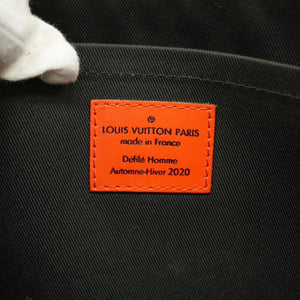 LOUIS VUITTON PARIS
made in France
Défilé Homme
Automne-Hiver 2020